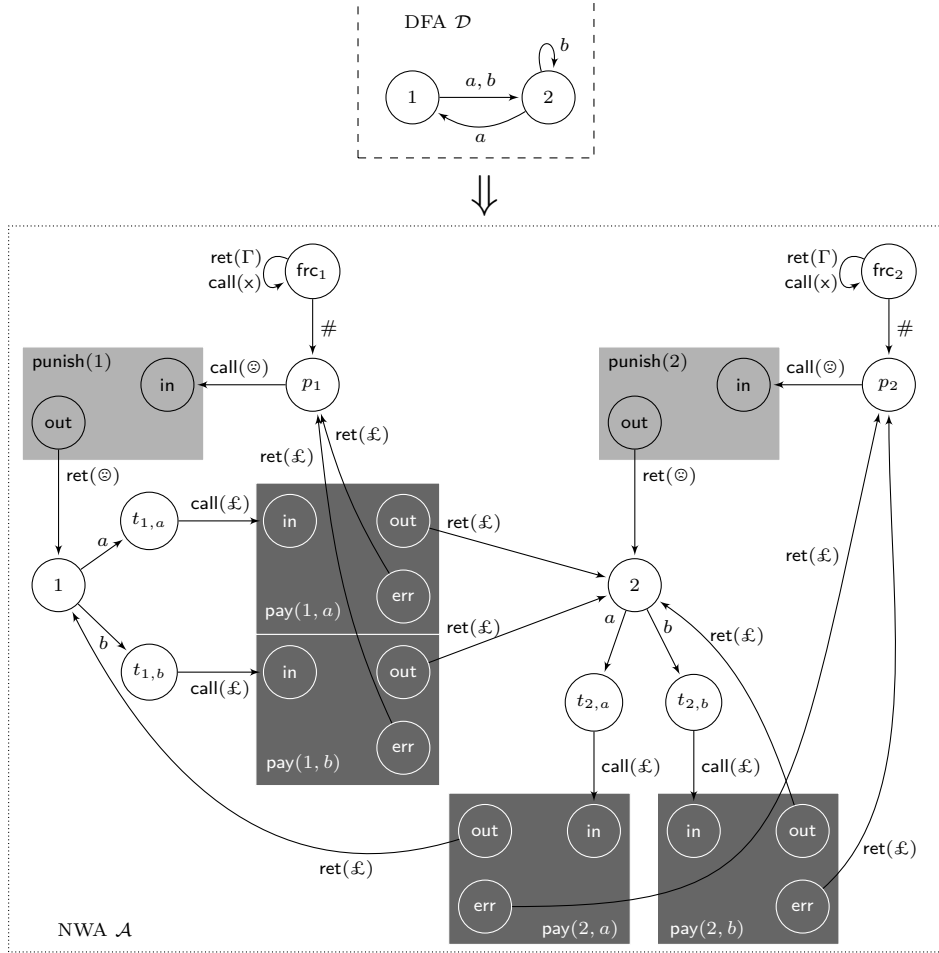 DFA 𝒟
b
1
a, b
2
a
⇓
ret(Γ)
call(×)
frc₁
ret(Γ)
call(×)
frc₂
#
#
punish(1)
in
call(☹)
p₁
punish(2)
in
call(☹)
p₂
out
out
ret(£)
ret(£)
ret(☹)
ret(☹)
t₁,ₐ
call(£)
in
out
ret(£)
a
ret(£)
1
2
err
pay(1, a)
a
b
b
ret(£)
ret(£)
t₁,b
call(£)
in
out
t₂,ₐ
t₂,b
err
pay(1, b)
call(£)
call(£)
out
in
in
out
ret(£)
ret(£)
err
err
pay(2, a)
pay(2, b)
NWA 𝒜